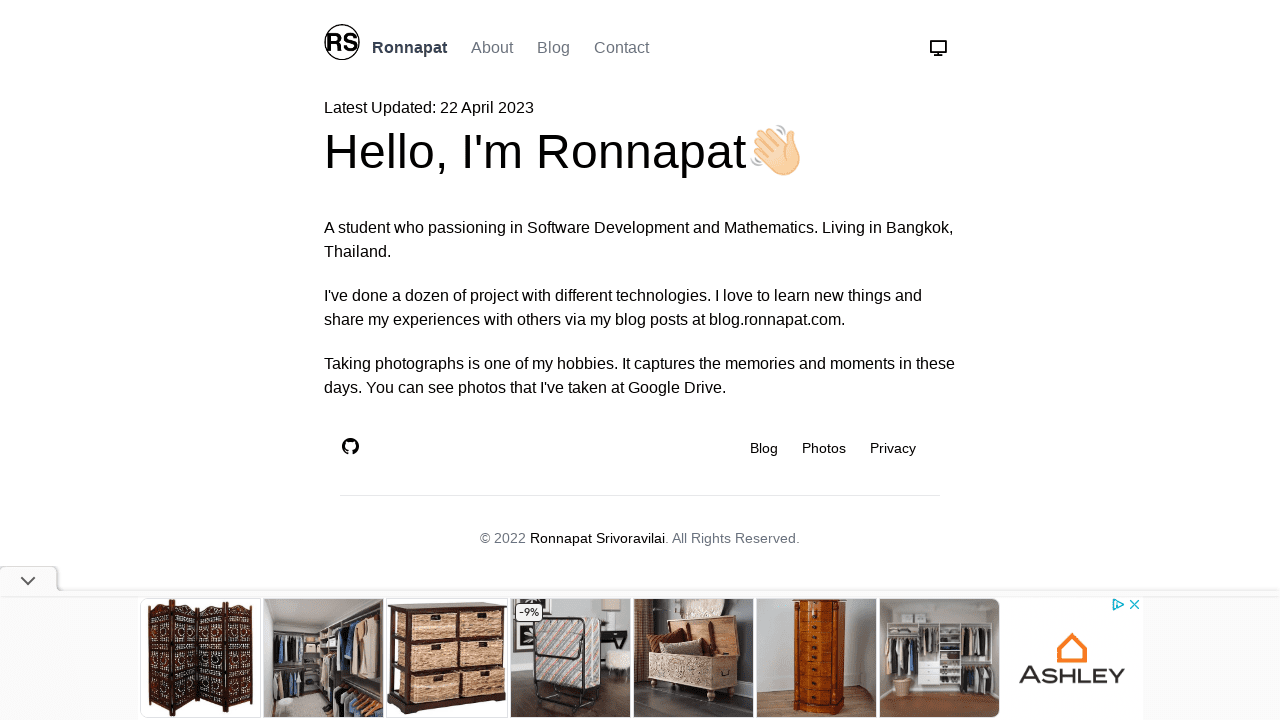 RS Ronnapat About Blog Contact
Latest Updated: 22 April 2023
Hello, I'm Ronnapat👋🏼
A student who passioning in Software Development and Mathematics. Living in Bangkok,
Thailand.
I've done a dozen of project with different technologies. I love to learn new things and
share my experiences with others via my blog posts at blog.ronnapat.com.
Taking photographs is one of my hobbies. It captures the memories and moments in these
days. You can see photos that I've taken at Google Drive.
Blog Photos Privacy
© 2022 Ronnapat Srivoravilai. All Rights Reserved.
-9%
ASHLEY